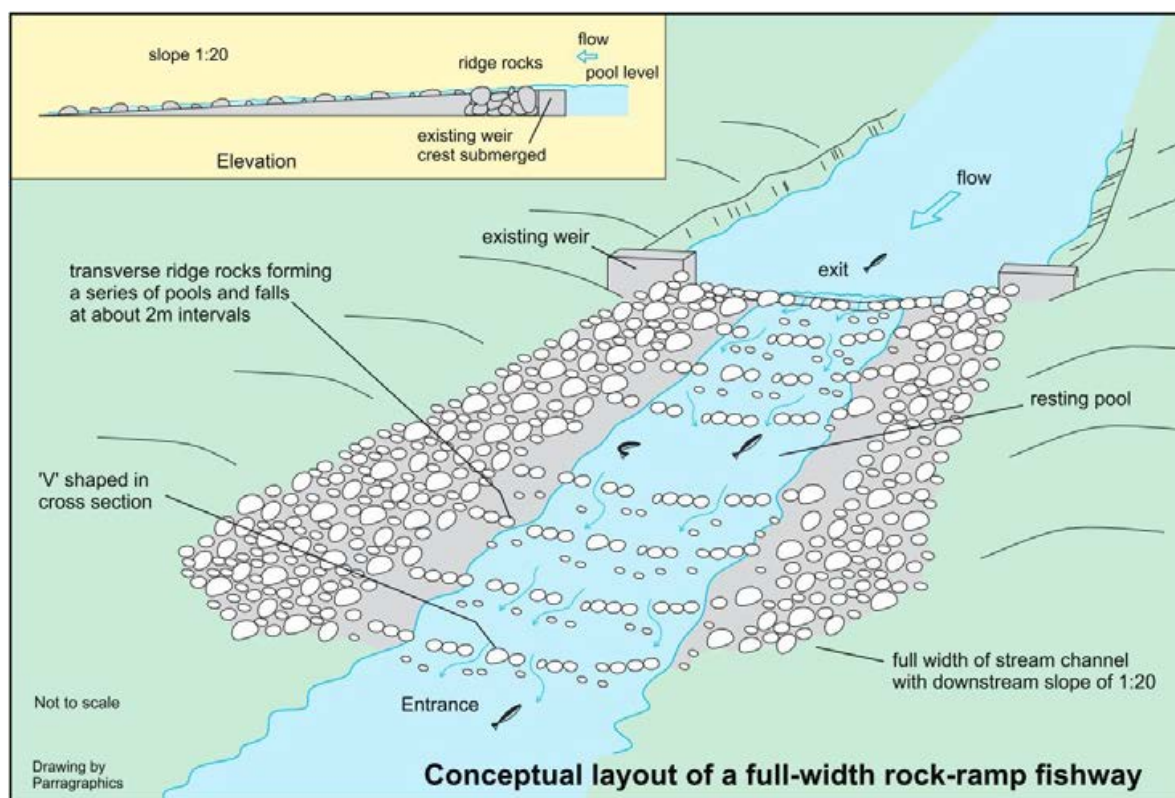 slope 1:20
flow
ridge rocks
pool level
existing weir
crest submerged
Elevation
flow
existing weir
exit
transverse ridge rocks forming
a series of pools and falls
at about 2m intervals
resting pool
'V' shaped in
cross section
full width of stream channel
with downstream slope of 1:20
Not to scale
Entrance
Drawing by
Parragraphics
Conceptual layout of a full-width rock-ramp fishway